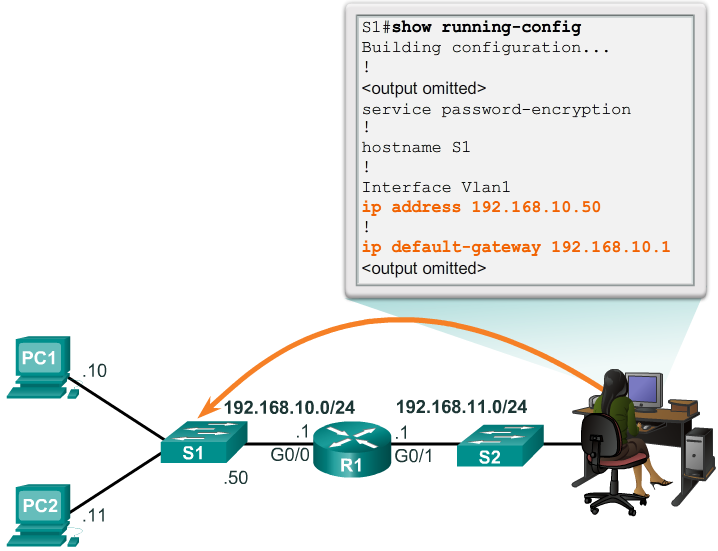 S1#show running-config
Building configuration...
!
<output omitted>
service password-encryption
!
hostname S1
!
Interface Vlan1
ip address 192.168.10.50
!
ip default-gateway 192.168.10.1
<output omitted>
PC1
.10
192.168.10.0/24
192.168.11.0/24
.1
.1
S1
G0/0
R1
G0/1
S2
.50
PC2
.11